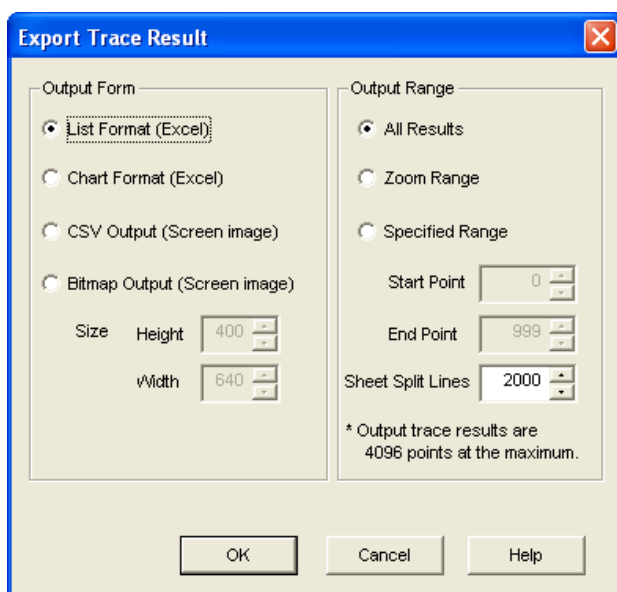 Export Trace Result
Output Form
List Format (Excel)
Chart Format (Excel)
CSV Output (Screen image)
Bitmap Output (Screen image)
Size Height 400
Width 640
Output Range
All Results
Zoom Range
Specified Range
Start Point 0
End Point 999
Sheet Split Lines 2000
* Output trace results are
4096 points at the maximum.
OK Cancel Help